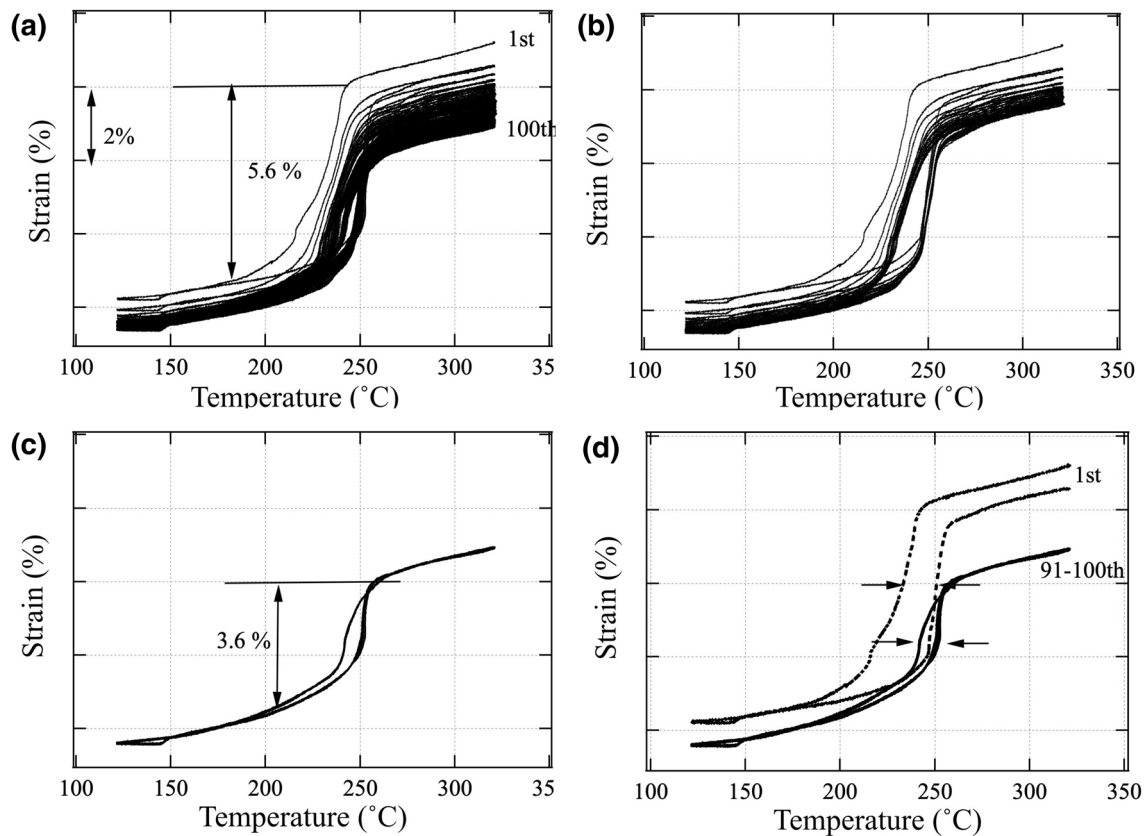 (a)
1st
2%
5.6 %
100th
Strain (%)
100 150 200 250 300 35
Temperature (˚C)
(b)
Strain (%)
100 150 200 250 300 350
Temperature (˚C)
(c)
3.6 %
Strain (%)
100 150 200 250 300 35
Temperature (˚C)
(d)
1st
91-100th
Strain (%)
100 150 200 250 300 350
Temperature (˚C)